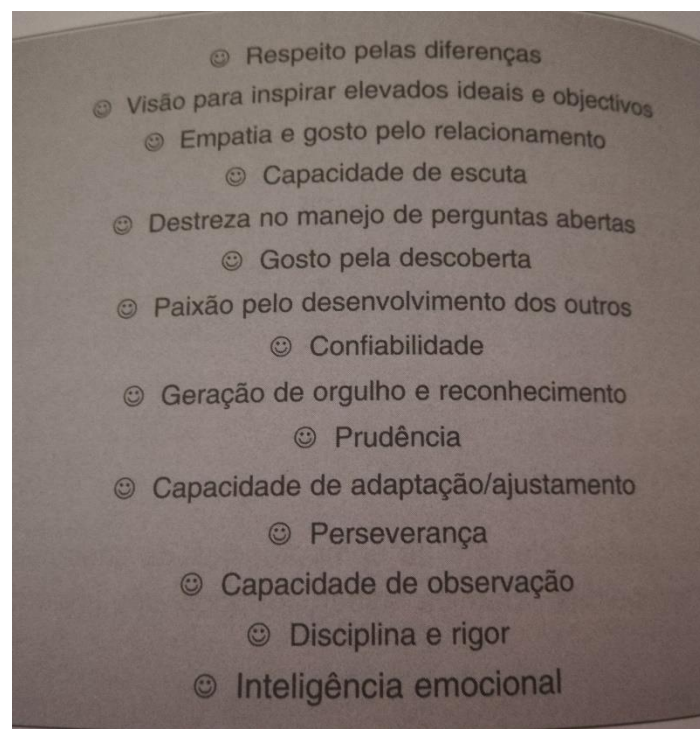 ☺ Respeito pelas diferenças
☺ Visão para inspirar elevados ideais e objectivos
☺ Empatia e gosto pelo relacionamento
☺ Capacidade de escuta
☺ Destreza no manejo de perguntas abertas
☺ Gosto pela descoberta
☺ Paixão pelo desenvolvimento dos outros
☺ Confiabilidade
☺ Geração de orgulho e reconhecimento
☺ Prudência
☺ Capacidade de adaptação/ajustamento
☺ Perseverança
☺ Capacidade de observação
☺ Disciplina e rigor
☺ Inteligência emocional